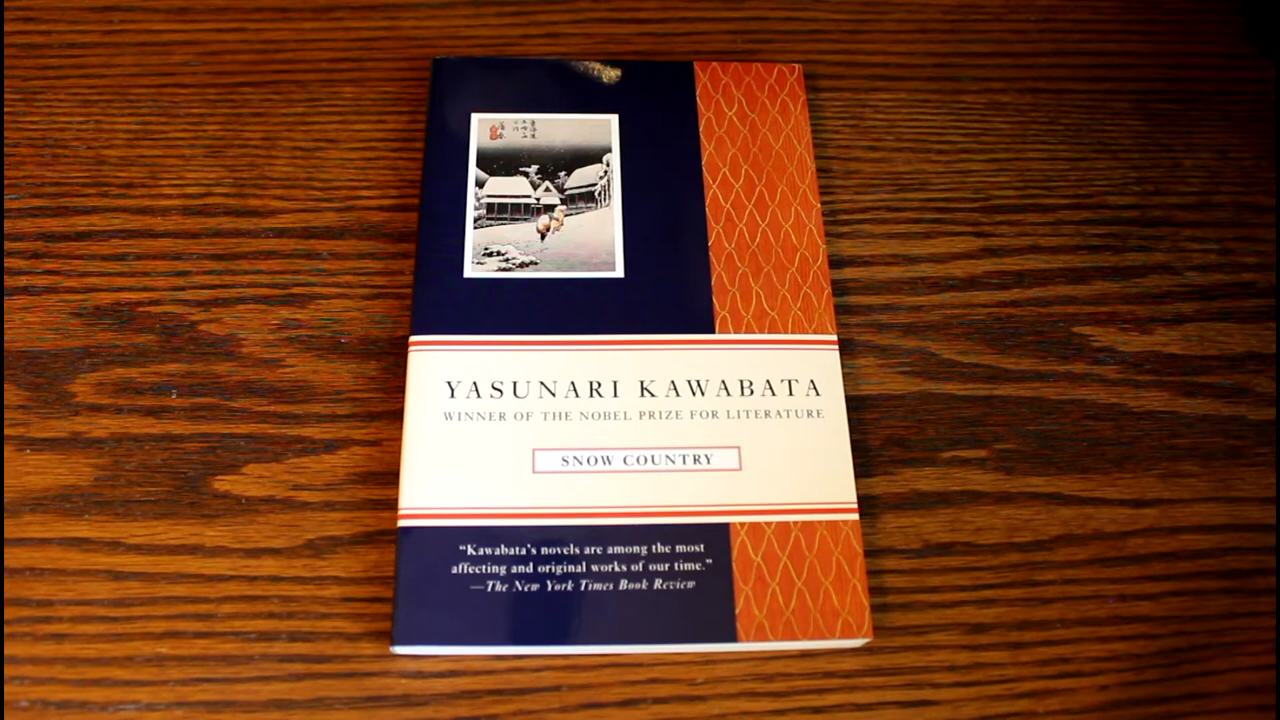 YASUNARI KAWABATA
WINNER OF THE NOBEL PRIZE FOR LITERATURE
SNOW COUNTRY
“Kawabata’s novels are among the most
affecting and original works of our time.”
—The New York Times Book Review